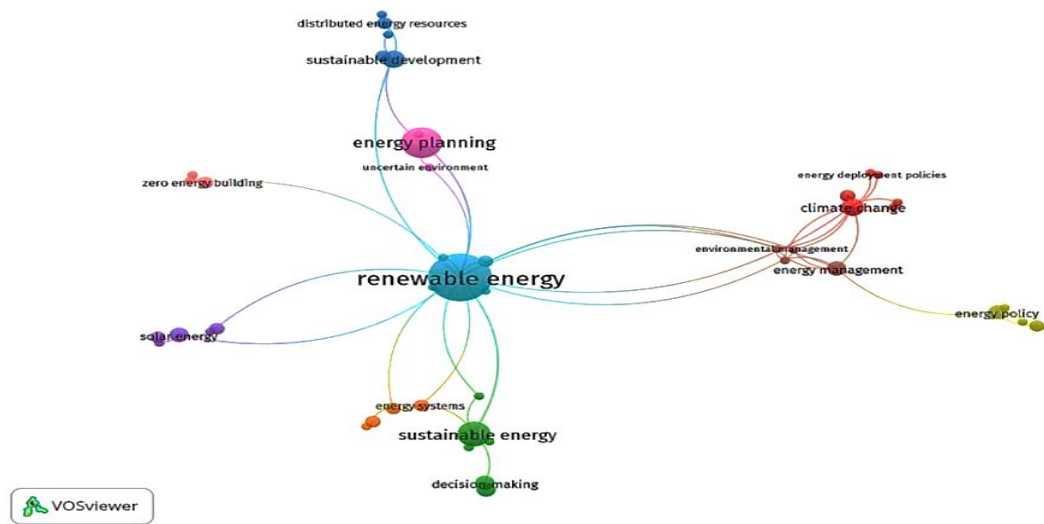 distributed energy resources
sustainable development
energy planning
uncertain environment
zero energy building
energy deployment policies
climate change
environmental management
energy management
renewable energy
energy policy
solar energy
energy systems
sustainable energy
decision making
VOSviewer